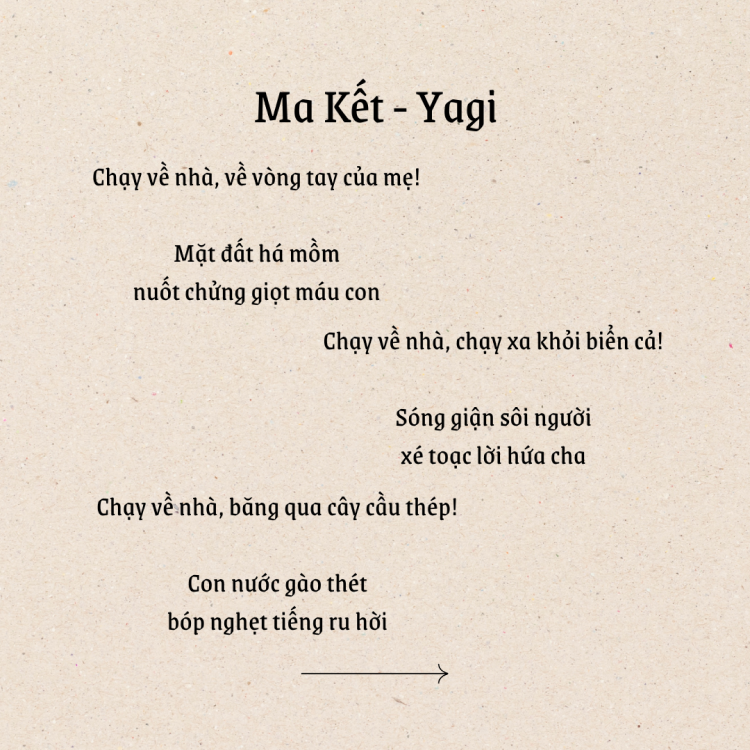 Ma Kết - Yagi
Chạy về nhà, về vòng tay của mẹ!
Mặt đất há mồm
nuốt chửng giọt máu con
Chạy về nhà, chạy xa khỏi biển cả!
Sóng giận sôi người
xé toạc lời hứa cha
Chạy về nhà, băng qua cây cầu thép!
Con nước gào thét
bóp nghẹt tiếng ru hời